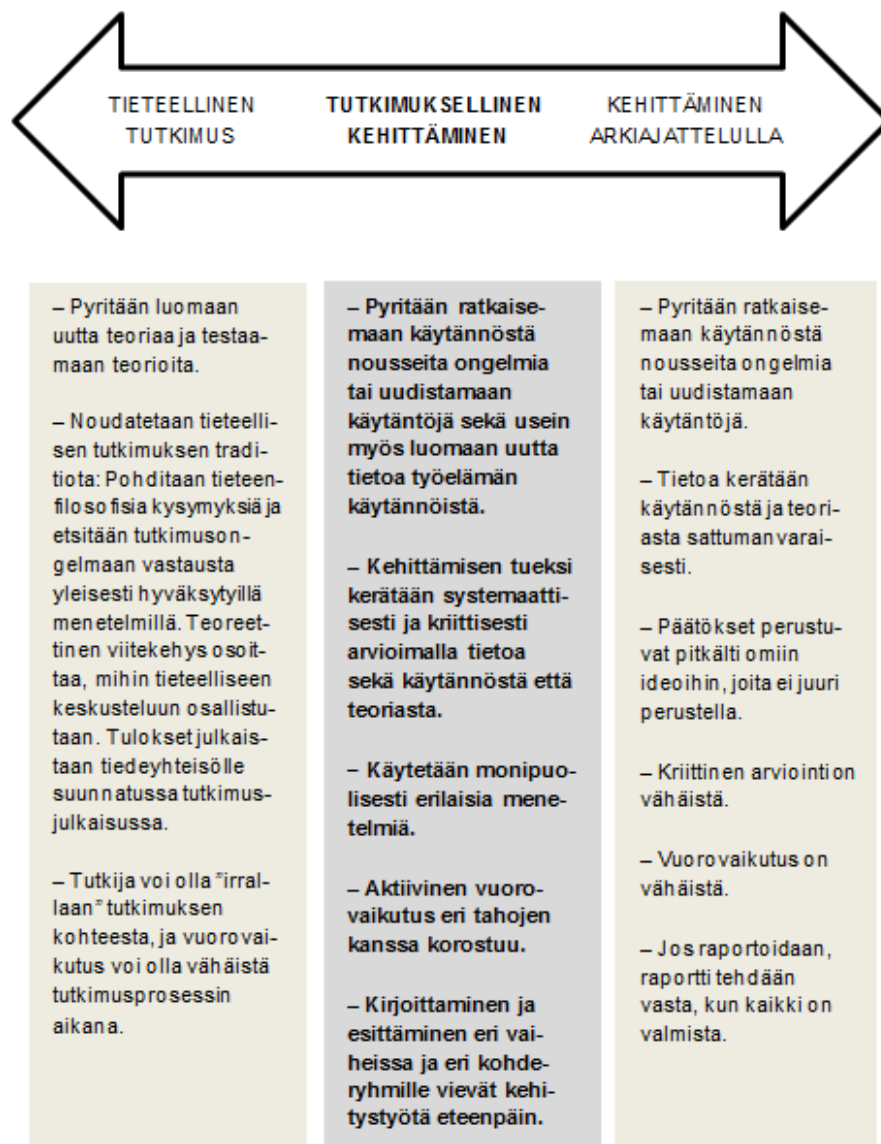 TIETEELLINEN
TUTKIMUS
TUTKIMUKSELLINEN
KEHITTÄMINEN
KEHITTÄMINEN
ARKIAJATTELULLA
– Pyritään luomaan
uutta teoriaa ja testaa-
maan teorioita.
– Noudatetaan tieteelli-
sen tutkimuksen tradi-
tiota: Pohditaan tieteen-
filosofisia kysymyksiä ja
etsitään tutkimuson-
gelmaan vastausta
yleisesti hyväksytyillä
menetelmillä. Teoreet-
tinen viitekehys osoit-
taa, mihin tieteelliseen
keskusteluun osallistu-
taan. Tulokset julkais-
taan tiedeyhteisölle
suunnatussa tutkimus-
julkaisussa.
– Tutkija voi olla "irral-
laan" tutkimuksen
kohteesta, ja vuorovai-
kutus voi olla vähäistä
tutkimusprosessin
aikana.
– Pyritään ratkaise-
maan käytännöstä
nousseita ongelmia
tai uudistamaan
käytäntöjä sekä usein
myös luomaan uutta
tietoa työelämän
käytännöistä.
– Kehittämisen tueksi
kerätään systemaatti-
sesti ja kriittisesti
arvioimalla tietoa
sekä käytännöstä että
teoriasta.
– Käytetään monipuo-
lisesti erilaisia mene-
telmiä.
– Aktiivinen vuoro-
vaikutus eri tahojen
kanssa korostuu.
– Kirjoittaminen ja
esittäminen eri vai-
heissa ja eri kohde-
ryhmille vievät kehi-
tystyötä eteenpäin.
– Pyritään ratkaise-
maan käytännöstä
nousseita ongelmia
tai uudistamaan
käytäntöjä.
– Tietoa kerätään
käytännöstä ja teori-
asta sattumanvarai-
sesti.
– Päätökset perustu-
vat pitkälti omiin
ideoihin, joita ei juuri
perustella.
– Kriittinen arviointi on
vähäistä.
– Vuorovaikutus on
vähäistä.
– Jos raportoidaan,
raportti tehdään
vasta, kun kaikki on
valmista.